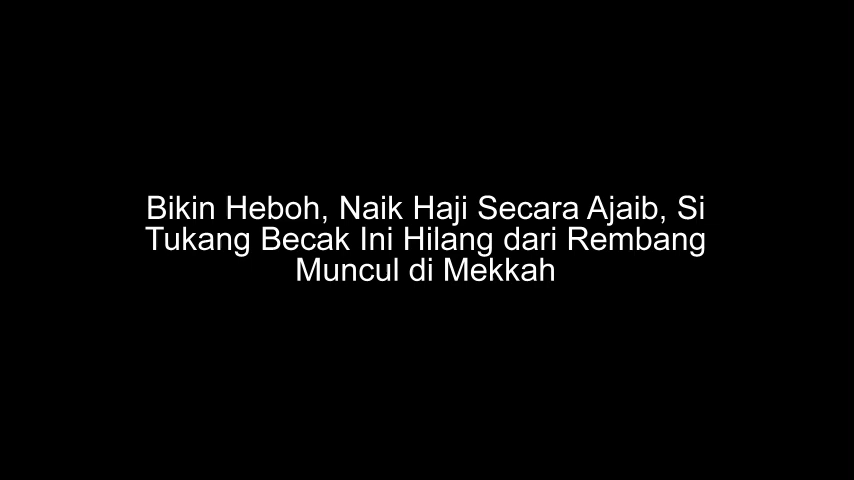 Bikin Heboh, Naik Haji Secara Ajaib, Si
Tukang Becak Ini Hilang dari Rembang
Muncul di Mekkah